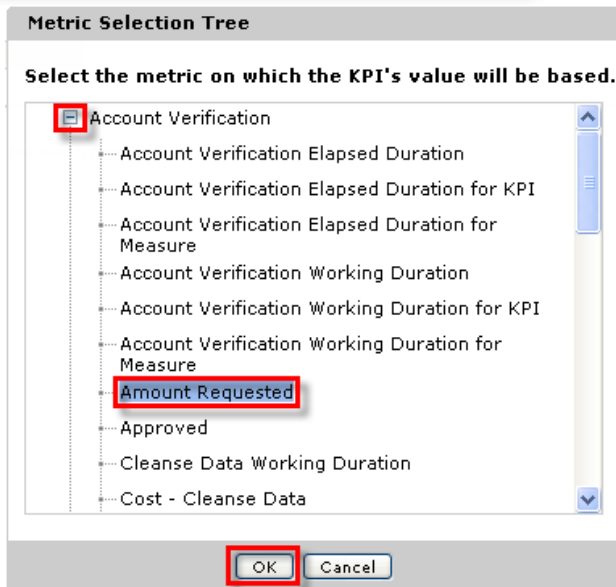 Metric Selection Tree
Select the metric on which the KPI's value will be based.
Account Verification
Account Verification Elapsed Duration
Account Verification Elapsed Duration for KPI
Account Verification Elapsed Duration for
Measure
Account Verification Working Duration
Account Verification Working Duration for KPI
Account Verification Working Duration for
Measure
Amount Requested
Approved
Cleanse Data Working Duration
Cost - Cleanse Data
OK Cancel